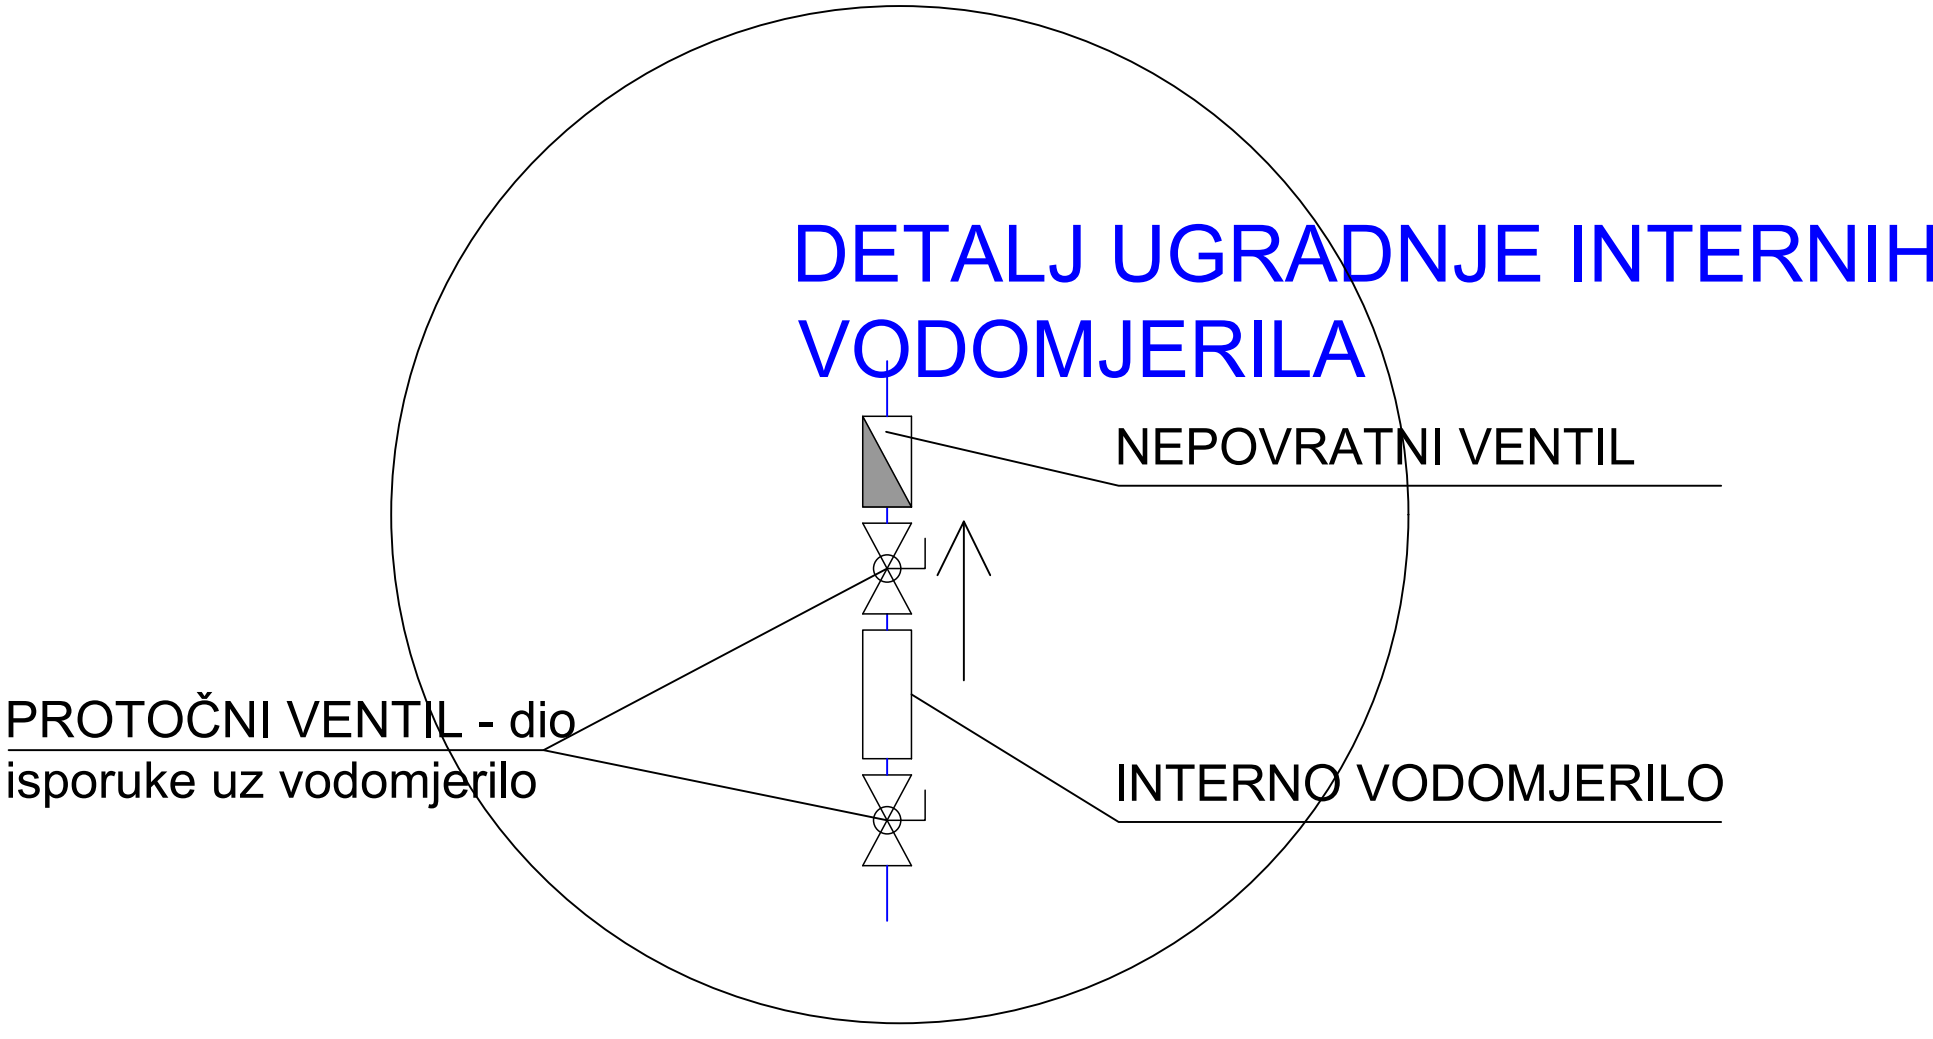 DETALJ UGRADNJE INTERNIH
VODOMJERILA
NEPOVRATNI VENTIL
PROTOČNI VENTIL - dio
isporuke uz vodomjerilo
INTERNO VODOMJERILO